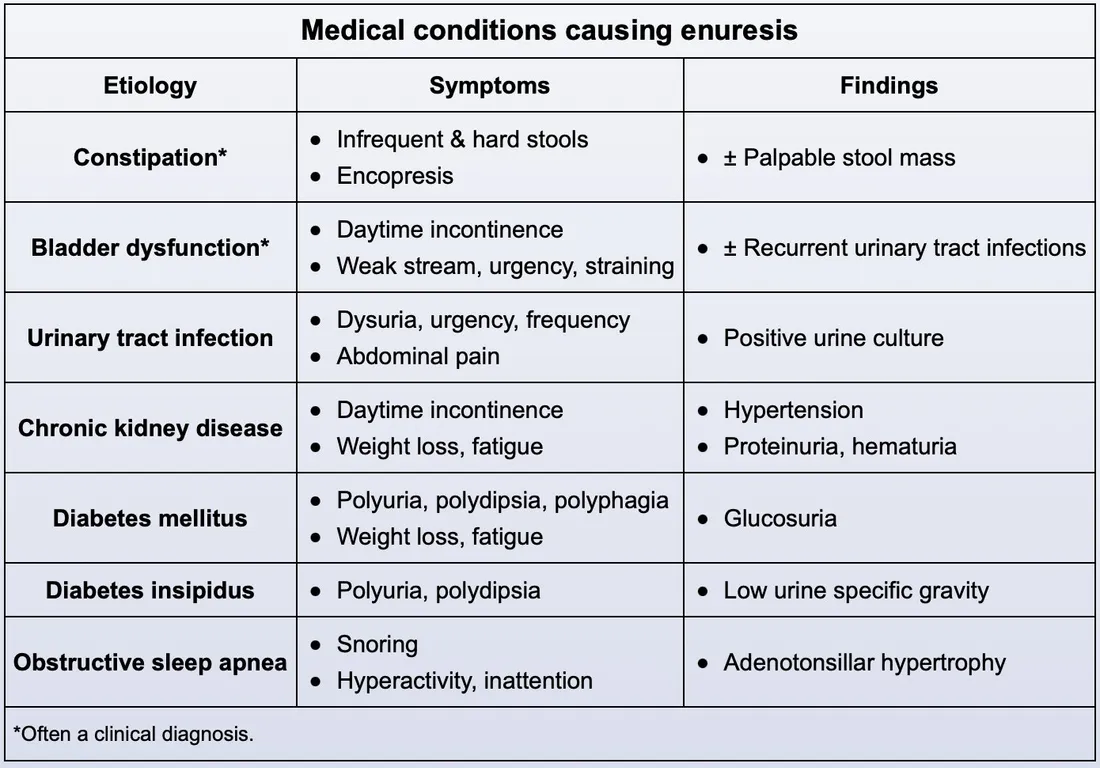 Medical conditions causing enuresis
Etiology
Symptoms
Findings
Constipation*
• Infrequent & hard stools
• Encopresis
• ± Palpable stool mass
Bladder dysfunction*
• Daytime incontinence
• Weak stream, urgency, straining
• ± Recurrent urinary tract infections
Urinary tract infection
• Dysuria, urgency, frequency
• Abdominal pain
• Positive urine culture
Chronic kidney disease
• Daytime incontinence
• Weight loss, fatigue
• Hypertension
• Proteinuria, hematuria
Diabetes mellitus
• Polyuria, polydipsia, polyphagia
• Weight loss, fatigue
• Glucosuria
Diabetes insipidus
• Polyuria, polydipsia
• Low urine specific gravity
Obstructive sleep apnea
• Snoring
• Hyperactivity, inattention
• Adenotonsillar hypertrophy
*Often a clinical diagnosis.